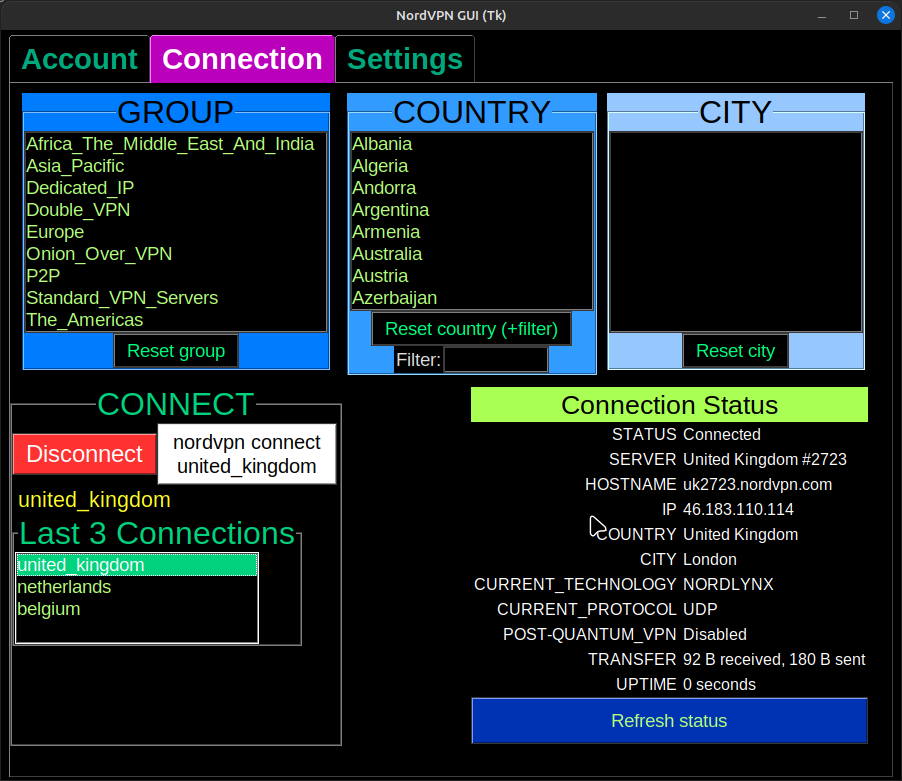 NordVPN GUI (Tk)
Account Connection Settings
GROUP
Africa_The_Middle_East_And_India
Asia_Pacific
Dedicated_IP
Double_VPN
Europe
Onion_Over_VPN
P2P
Standard_VPN_Servers
The_Americas
Reset group
COUNTRY
Albania
Algeria
Andorra
Argentina
Armenia
Australia
Austria
Azerbaijan
Reset country (+filter)
Filter:
CITY
Reset city
CONNECT
Disconnect
nordvpn connect
united_kingdom
united_kingdom
Last 3 Connections
united_kingdom
netherlands
belgium
Connection Status
STATUS Connected
SERVER United Kingdom #2723
HOSTNAME uk2723.nordvpn.com
IP 46.183.110.114
COUNTRY United Kingdom
CITY London
CURRENT_TECHNOLOGY NORDLYNX
CURRENT_PROTOCOL UDP
POST-QUANTUM_VPN Disabled
TRANSFER 92 B received, 180 B sent
UPTIME 0 seconds
Refresh status